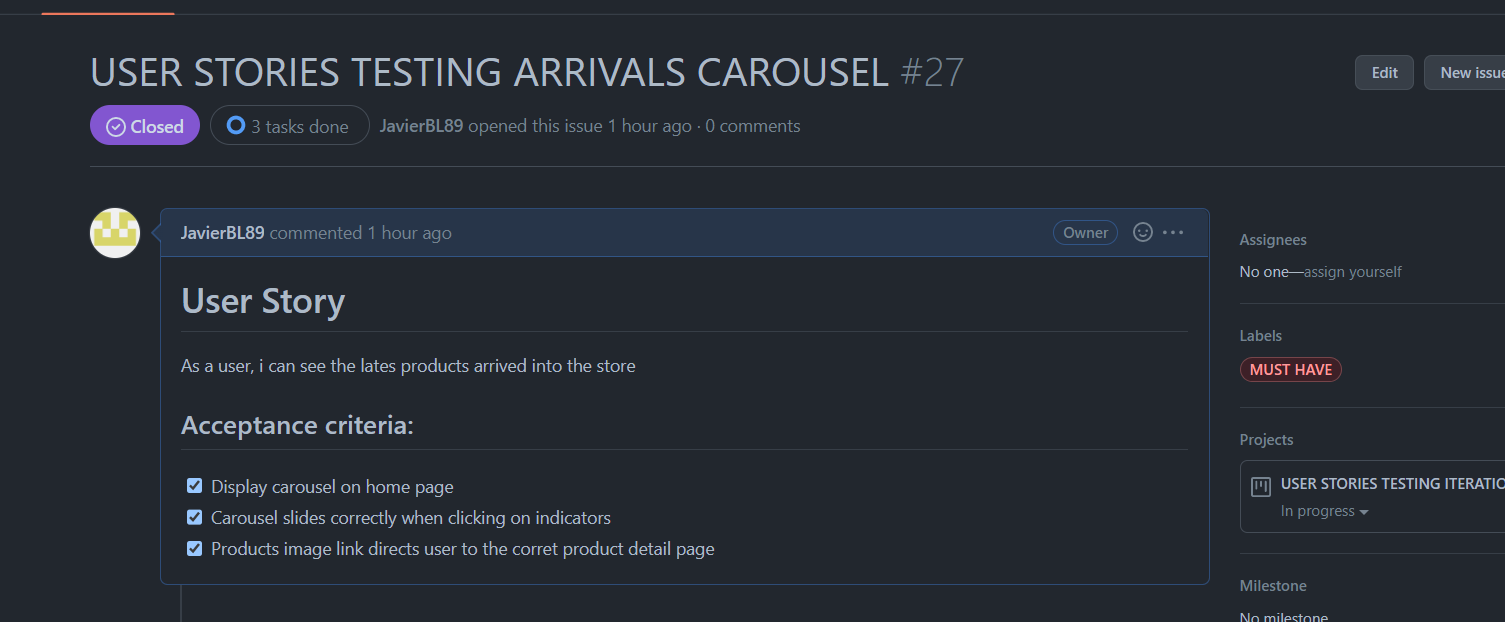 USER STORIES TESTING ARRIVALS CAROUSEL #27
Edit
New issue
Closed
3 tasks done
JavierBL89 opened this issue 1 hour ago · 0 comments
JavierBL89 commented 1 hour ago
Owner
User Story
As a user, i can see the lates products arrived into the store
Acceptance criteria:
Display carousel on home page
Carousel slides correctly when clicking on indicators
Products image link directs user to the corret product detail page
Assignees
No one—assign yourself
Labels
MUST HAVE
Projects
USER STORIES TESTING ITERATIO
In progress
Milestone
No milestone